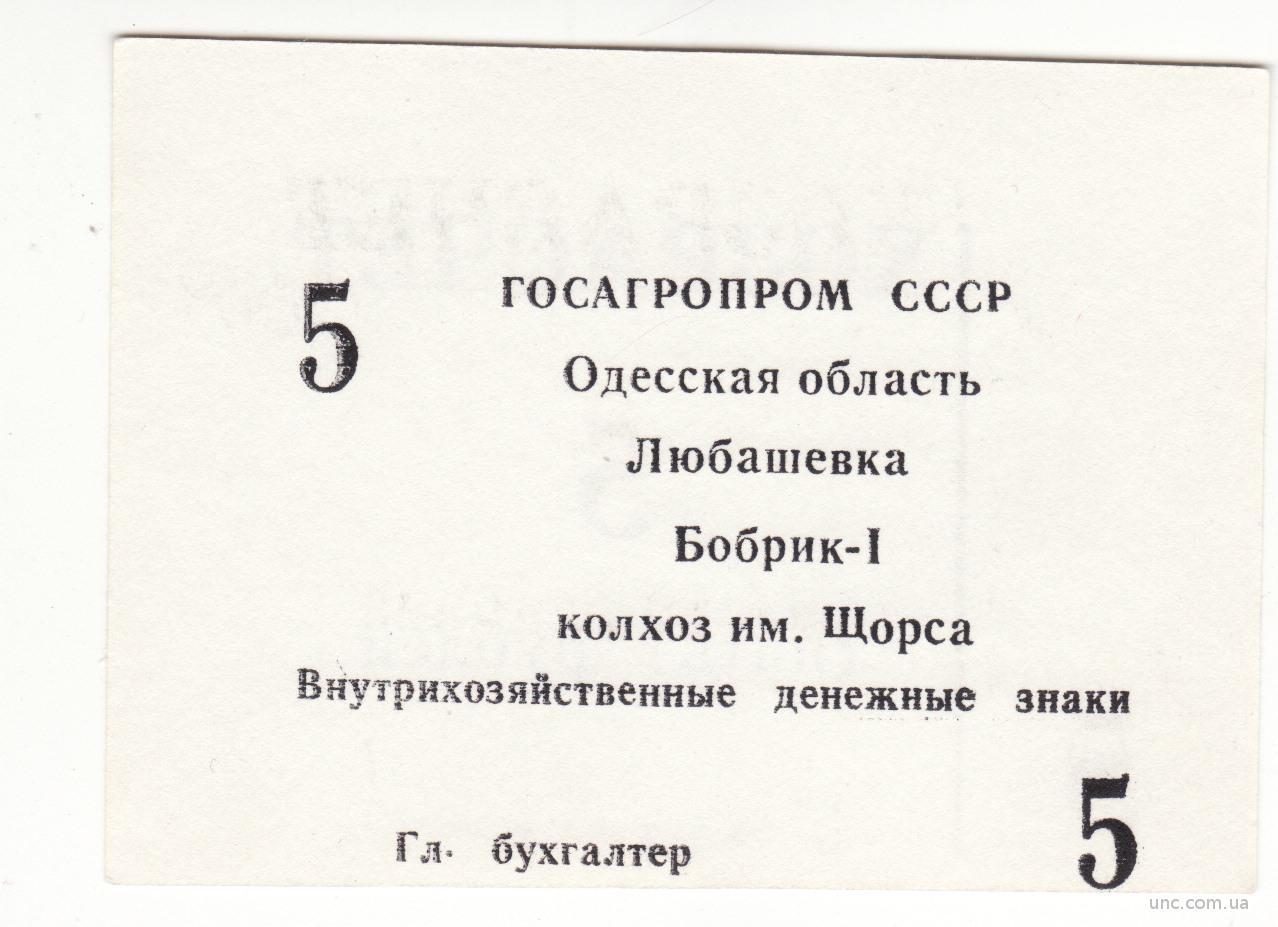 5
ГОСАГРОПРОМ СССР
Одесская область
Любашевка
Бобрик-I
колхоз им. Щорса
Внутрихозяйственные денежные знаки
5
Гл. бухгалтер
unc.com.ua